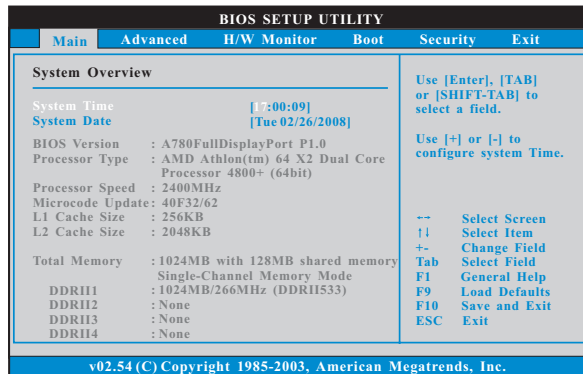 BIOS SETUP UTILITY
Main Advanced H/W Monitor Boot Security Exit
System Overview
System Time [17:00:09]
System Date [Tue 02/26/2008]
BIOS Version : A780FullDisplayPort P1.0
Processor Type : AMD Athlon(tm) 64 X2 Dual Core
Processor 4800+ (64bit)
Processor Speed : 2400MHz
Microcode Update : 40F32/62
L1 Cache Size : 256KB
L2 Cache Size : 2048KB
Total Memory : 1024MB with 128MB shared memory
Single-Channel Memory Mode
DDRII1 : 1024MB/266MHz (DDRII533)
DDRII2 : None
DDRII3 : None
DDRII4 : None
Use [Enter], [TAB]
or [SHIFT-TAB] to
select a field.
Use [+] or [-] to
configure system Time.
←→ Select Screen
↑↓ Select Item
+- Change Field
Tab Select Field
F1 General Help
F9 Load Defaults
F10 Save and Exit
ESC Exit
v02.54 (C) Copyright 1985-2003, American Megatrends, Inc.